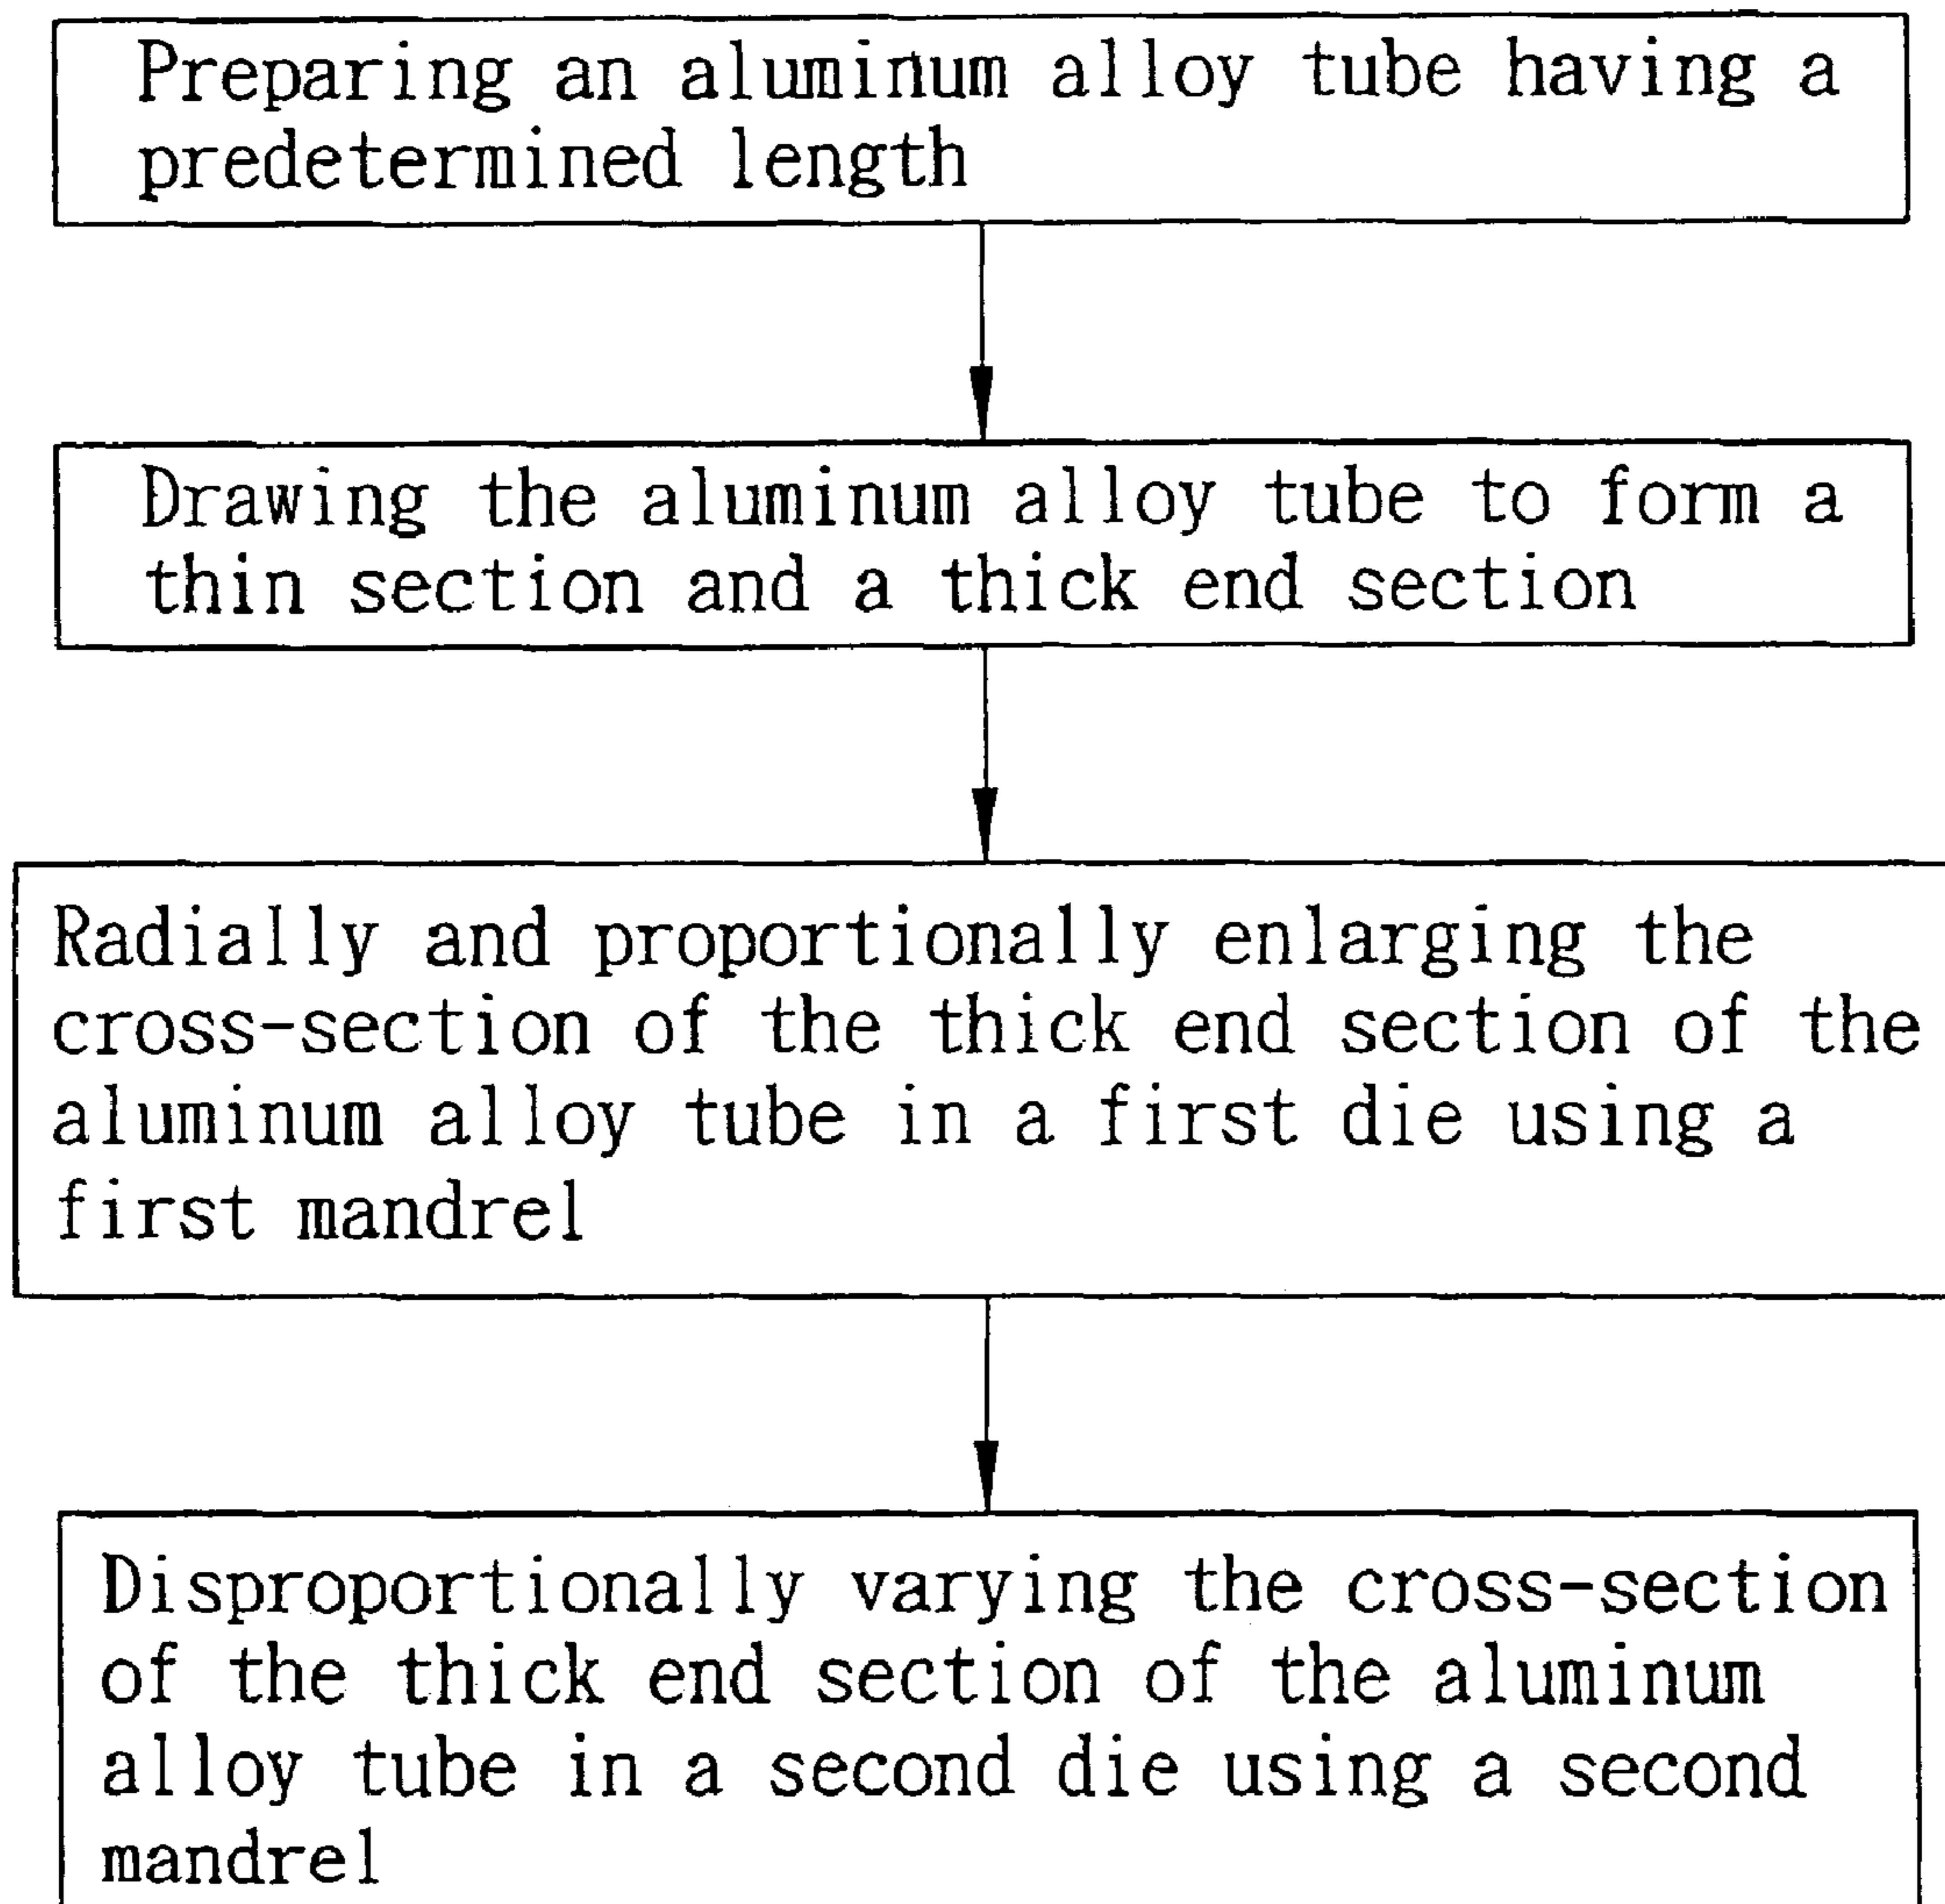 Preparing an aluminum alloy tube having a
predetermined length
Drawing the aluminum alloy tube to form a
thin section and a thick end section
Radially and proportionally enlarging the
cross-section of the thick end section of the
aluminum alloy tube in a first die using a
first mandrel
Disproportionally varying the cross-section
of the thick end section of the aluminum
alloy tube in a second die using a second
mandrel